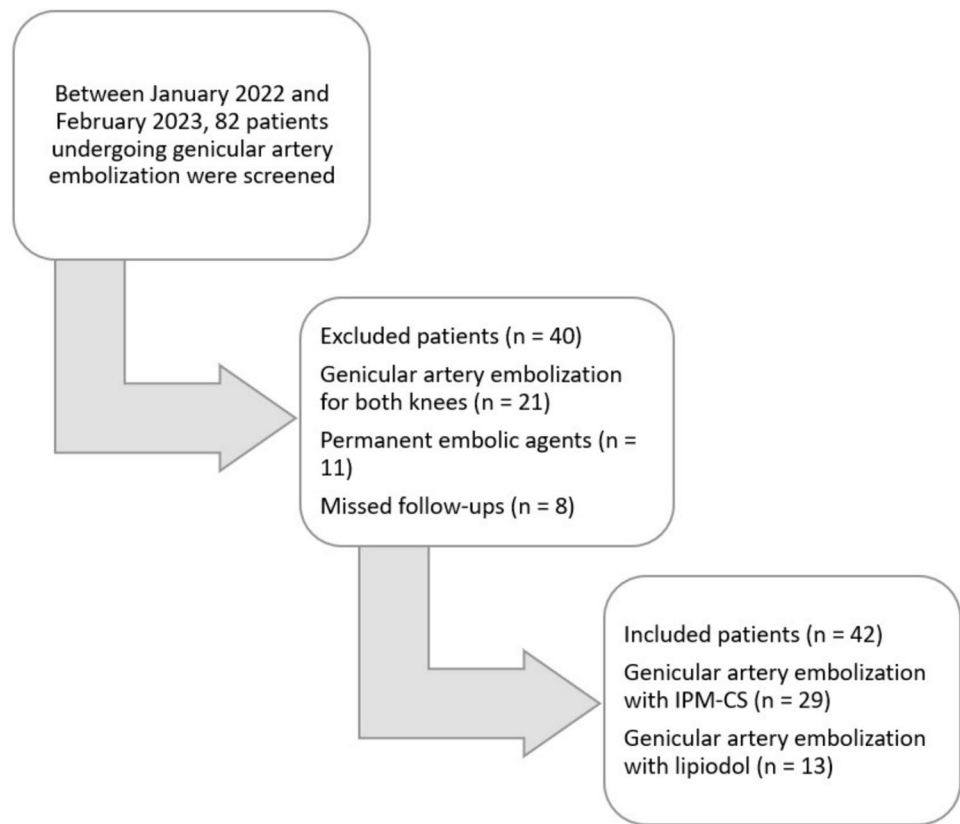 Between January 2022 and
February 2023, 82 patients
undergoing genicular artery
embolization were screened
Excluded patients (n = 40)
Genicular artery embolization
for both knees (n = 21)
Permanent embolic agents (n =
11)
Missed follow-ups (n = 8)
Included patients (n = 42)
Genicular artery embolization
with IPM-CS (n = 29)
Genicular artery embolization
with lipiodol (n = 13)